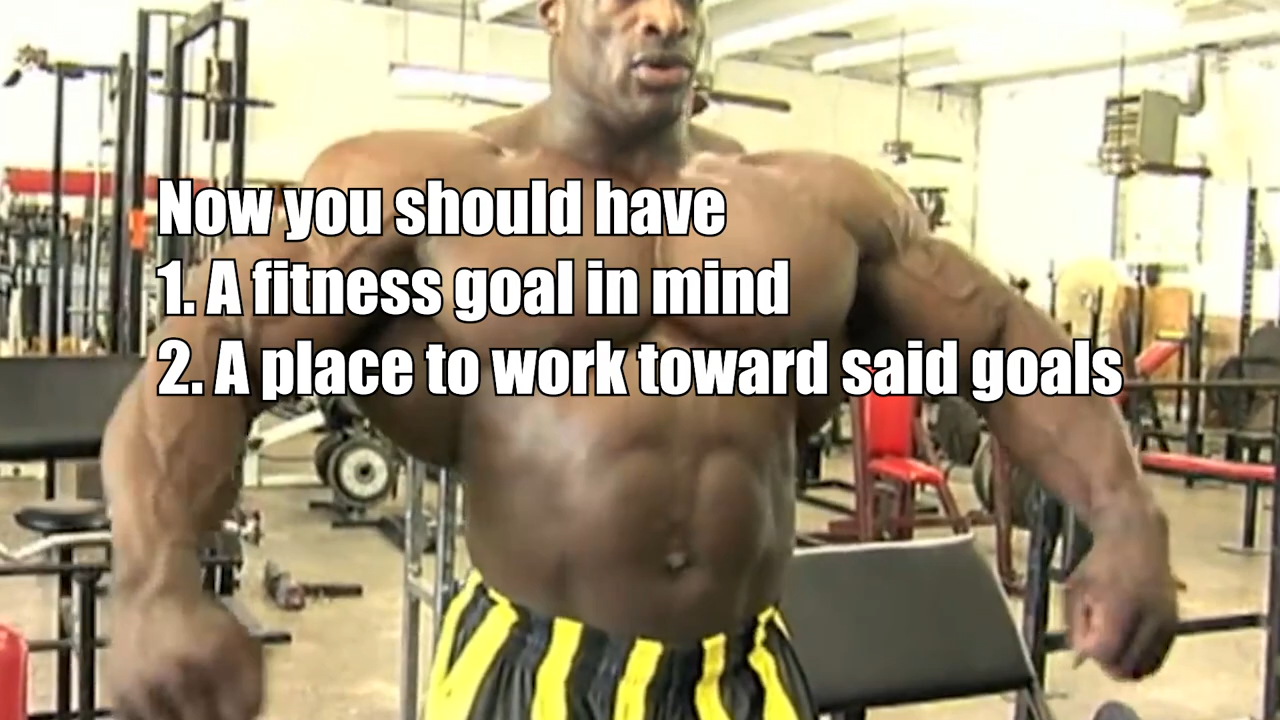 Now you should have
1. A fitness goal in mind
2. A place to work toward said goals